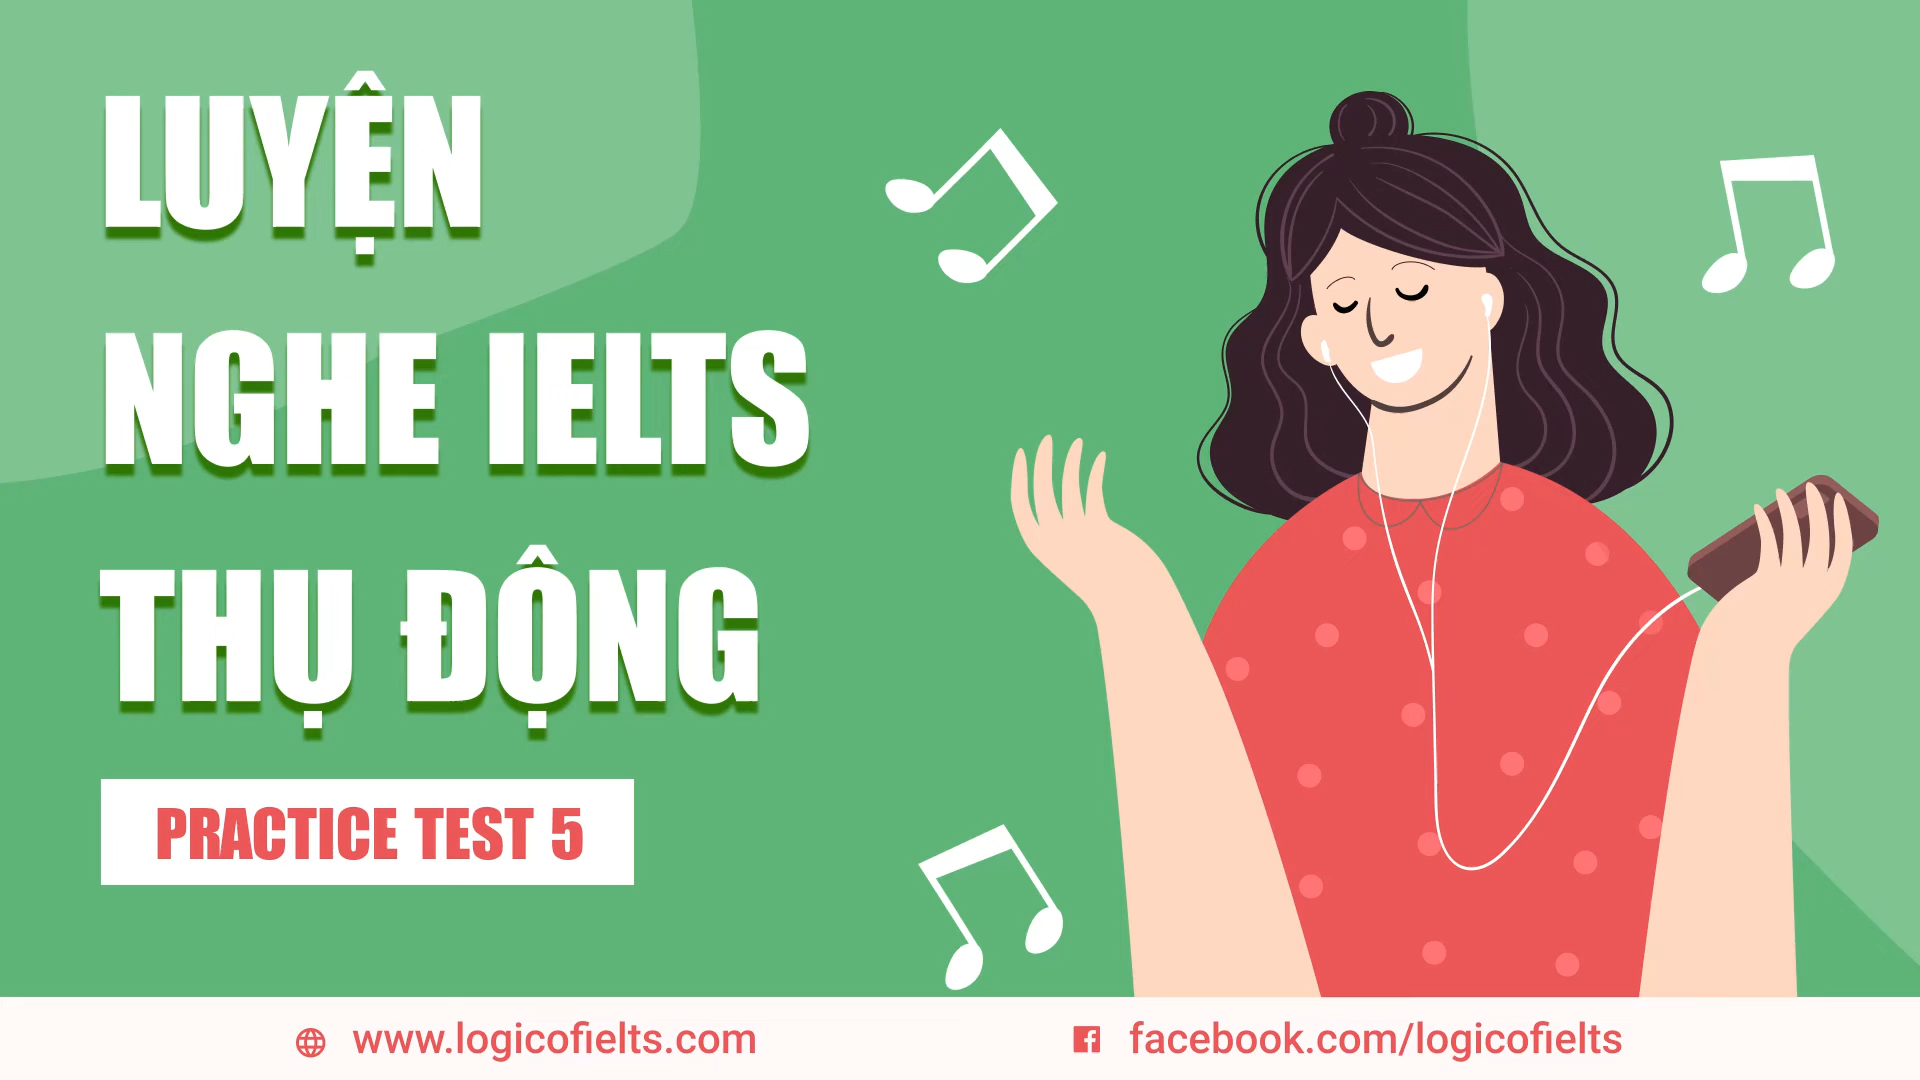 LUYỆN
NGHE IELTS
THỤ ĐỘNG
PRACTICE TEST 5
www.logicofielts.com
facebook.com/logicofielts